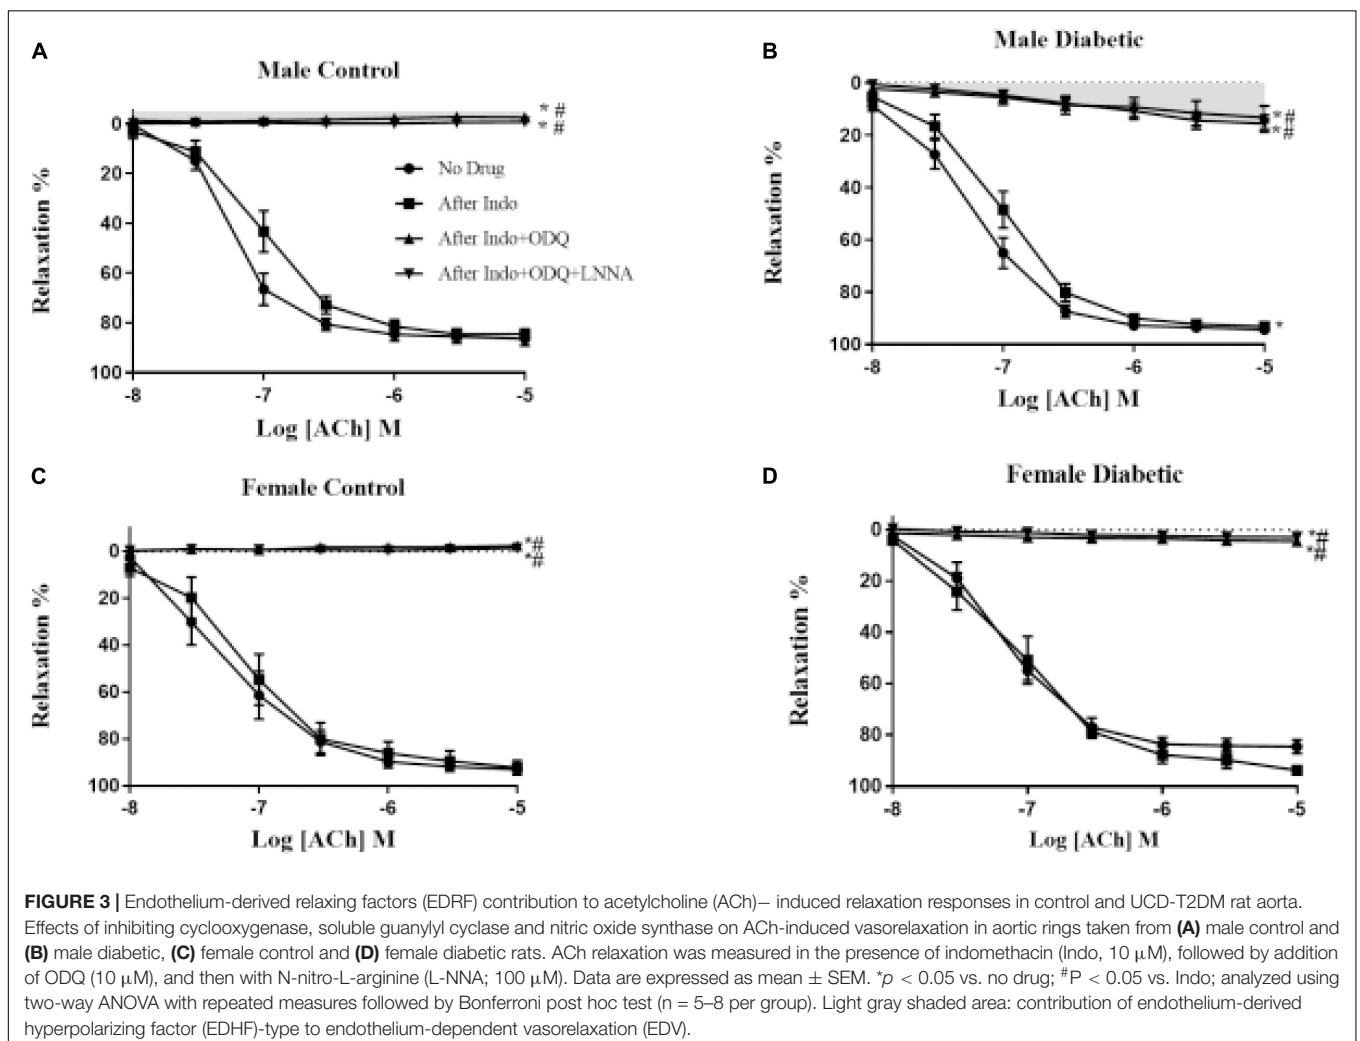 A
Male Control
* #
* #
0
20
40
60
80
100
Relaxation %
No Drug
After Indo
After Indo+ODQ
After Indo+ODQ+LNNA
-8
-7
-6
-5
Log [ACh] M
B
Male Diabetic
0
20
40
60
80
100
Relaxation %
*#
*#
*
-8
-7
-6
-5
Log [ACh] M
C
Female Control
0
20
40
60
80
100
Relaxation %
*#
*#
-8
-7
-6
-5
Log [ACh] M
D
Female Diabetic
0
20
40
60
80
100
Relaxation %
*#
*#
-8
-7
-6
-5
Log [ACh] M
FIGURE 3 | Endothelium-derived relaxing factors (EDRF) contribution to acetylcholine (ACh)– induced relaxation responses in control and UCD-T2DM rat aorta.
Effects of inhibiting cyclooxygenase, soluble guanylyl cyclase and nitric oxide synthase on ACh-induced vasorelaxation in aortic rings taken from (A) male control and
(B) male diabetic, (C) female control and (D) female diabetic rats. ACh relaxation was measured in the presence of indomethacin (Indo, 10 μM), followed by addition
of ODQ (10 μM), and then with N-nitro-L-arginine (L-NNA; 100 μM). Data are expressed as mean ± SEM. *p < 0.05 vs. no drug; #P < 0.05 vs. Indo; analyzed using
two-way ANOVA with repeated measures followed by Bonferroni post hoc test (n = 5–8 per group). Light gray shaded area: contribution of endothelium-derived
hyperpolarizing factor (EDHF)-type to endothelium-dependent vasorelaxation (EDV).